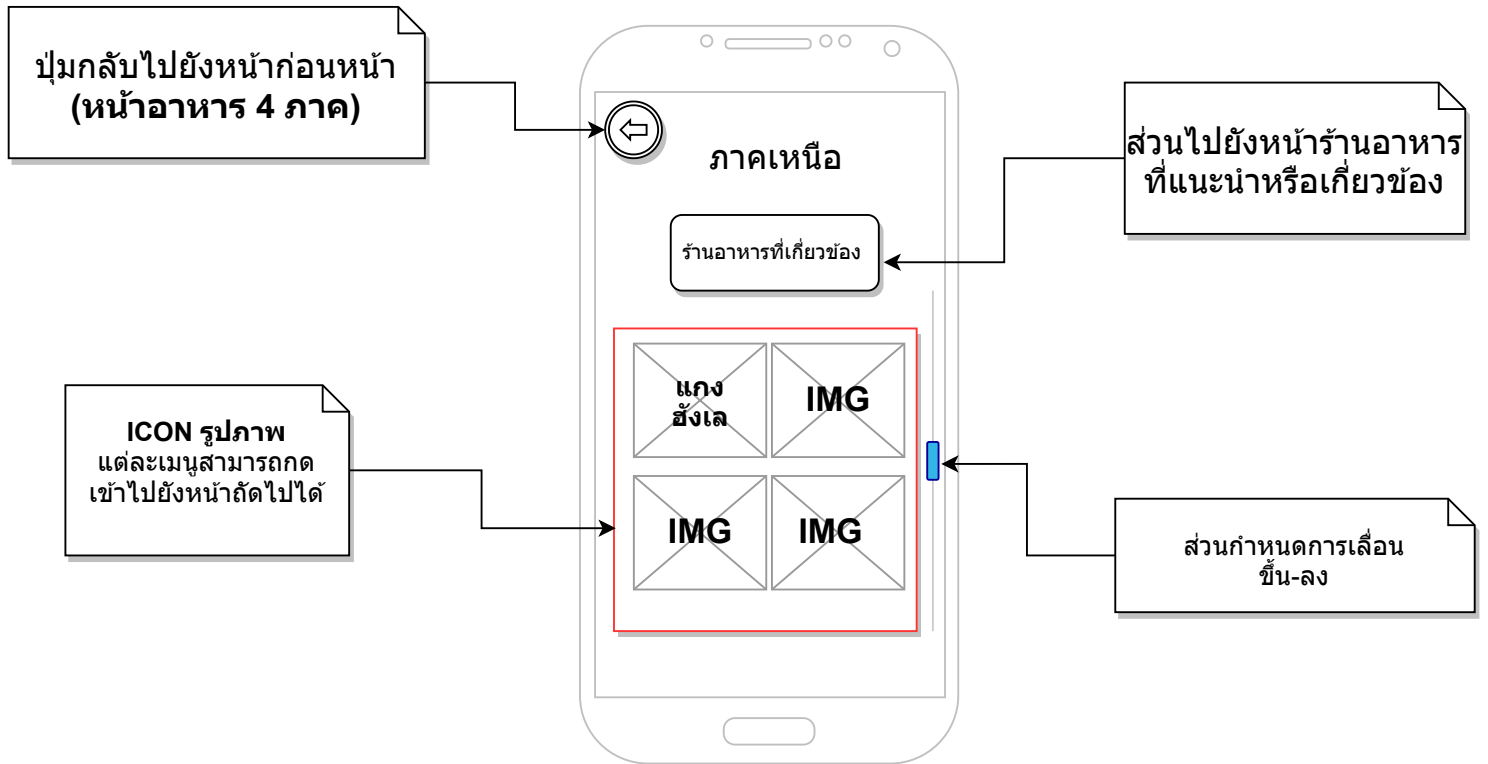 ปุ่มกลับไปยังหน้าก่อนหน้า
(หน้าอาหาร 4 ภาค)
ภาคเหนือ
ส่วนไปยังหน้าร้านอาหาร
ที่แนะนำหรือเกี่ยวข้อง
ร้านอาหารที่เกี่ยวข้อง
แกง
ฮังเล
IMG
ICON รูปภาพ
แต่ละเมนูสามารถกด
เข้าไปยังหน้าถัดไปได้
IMG
IMG
ส่วนกำหนดการเลื่อน
ขึ้น-ลง